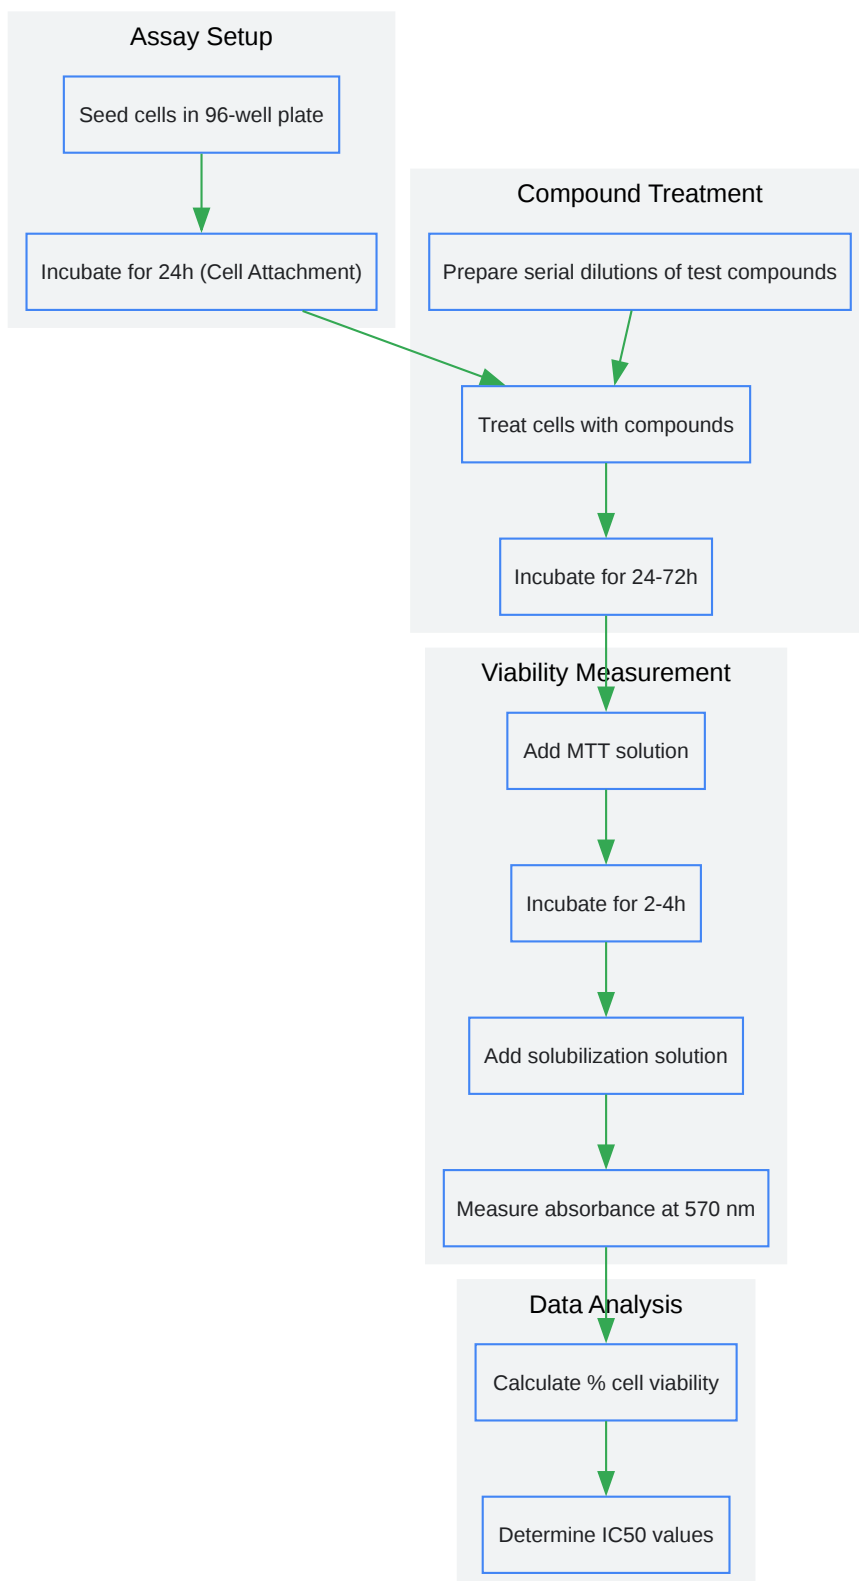 Assay Setup
Seed cells in 96-well plate
Incubate for 24h (Cell Attachment)
Compound Treatment
Prepare serial dilutions of test compounds
Treat cells with compounds
Incubate for 24-72h
Viability Measurement
Add MTT solution
Incubate for 2-4h
Add solubilization solution
Measure absorbance at 570 nm
Data Analysis
Calculate % cell viability
Determine IC50 values